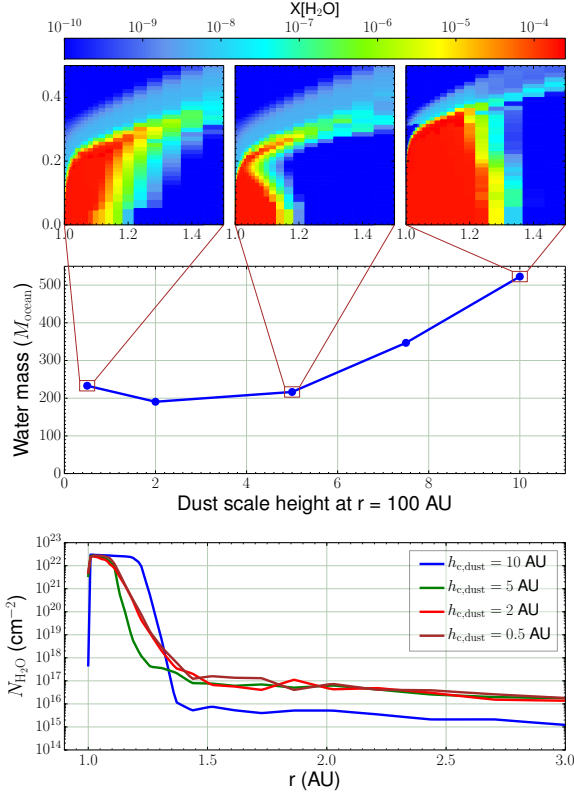 X[H₂O]
10⁻¹⁰ 10⁻⁹ 10⁻⁸ 10⁻⁷ 10⁻⁶ 10⁻⁵ 10⁻⁴
0.4
0.2
0.0
1.0 1.2 1.4 1.0 1.2 1.4 1.0 1.2 1.4
Water mass (M_ocean)
500
400
300
200
100
0
0 2 4 6 8 10
Dust scale height at r = 100 AU
N_H₂O (cm⁻²)
10²³
10²²
10²¹
10²⁰
10¹⁹
10¹⁸
10¹⁷
10¹⁶
10¹⁵
10¹⁴
h_c,dust = 10 AU
h_c,dust = 5 AU
h_c,dust = 2 AU
h_c,dust = 0.5 AU
1.0 1.5 2.0 2.5 3.0
r (AU)